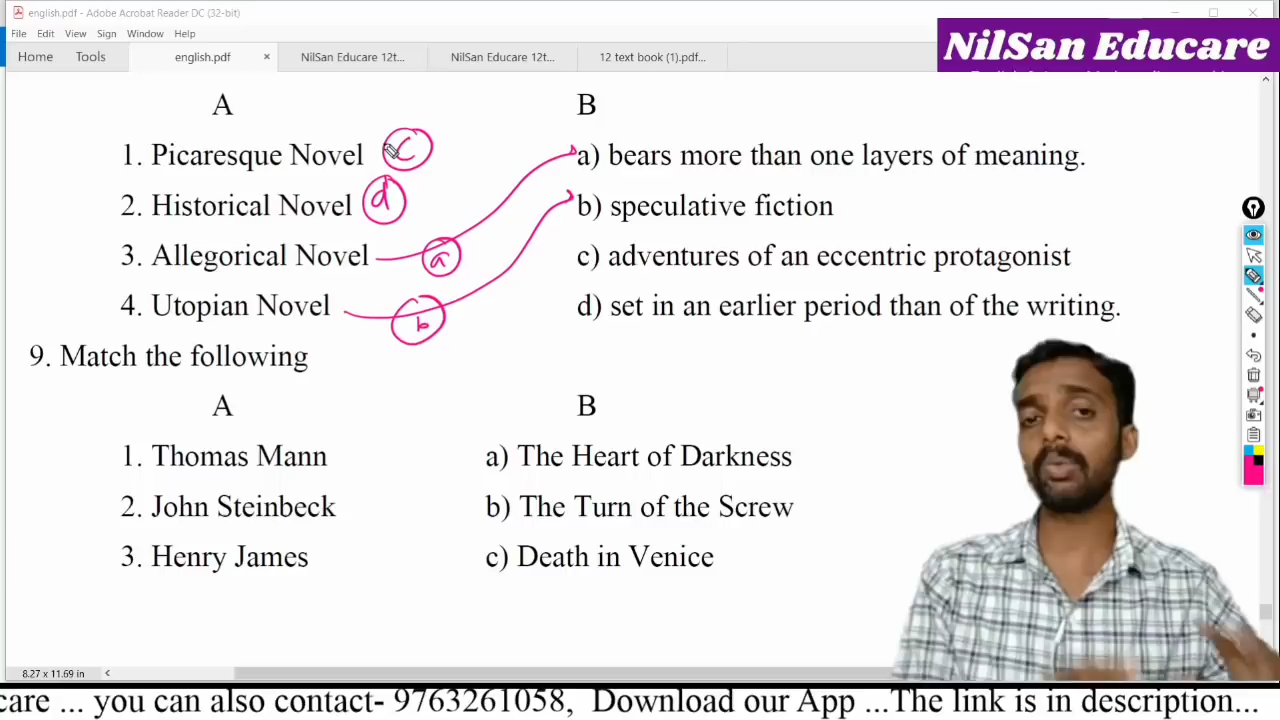 english.pdf - Adobe Acrobat Reader DC (32-bit)
File Edit View Sign Window Help
NilSan Educare
Home Tools english.pdf × NilSan Educare 12t... NilSan Educare 12t... 12 text book (1).pdf...
A B
1. Picaresque Novel c a) bears more than one layers of meaning.
2. Historical Novel d b) speculative fiction
3. Allegorical Novel a c) adventures of an eccentric protagonist
4. Utopian Novel b d) set in an earlier period than of the writing.
9. Match the following
A B
1. Thomas Mann a) The Heart of Darkness
2. John Steinbeck b) The Turn of the Screw
3. Henry James c) Death in Venice
8.27 x 11.69 in
care ... you can also contact- 9763261058, Download our App ...The link is in description...